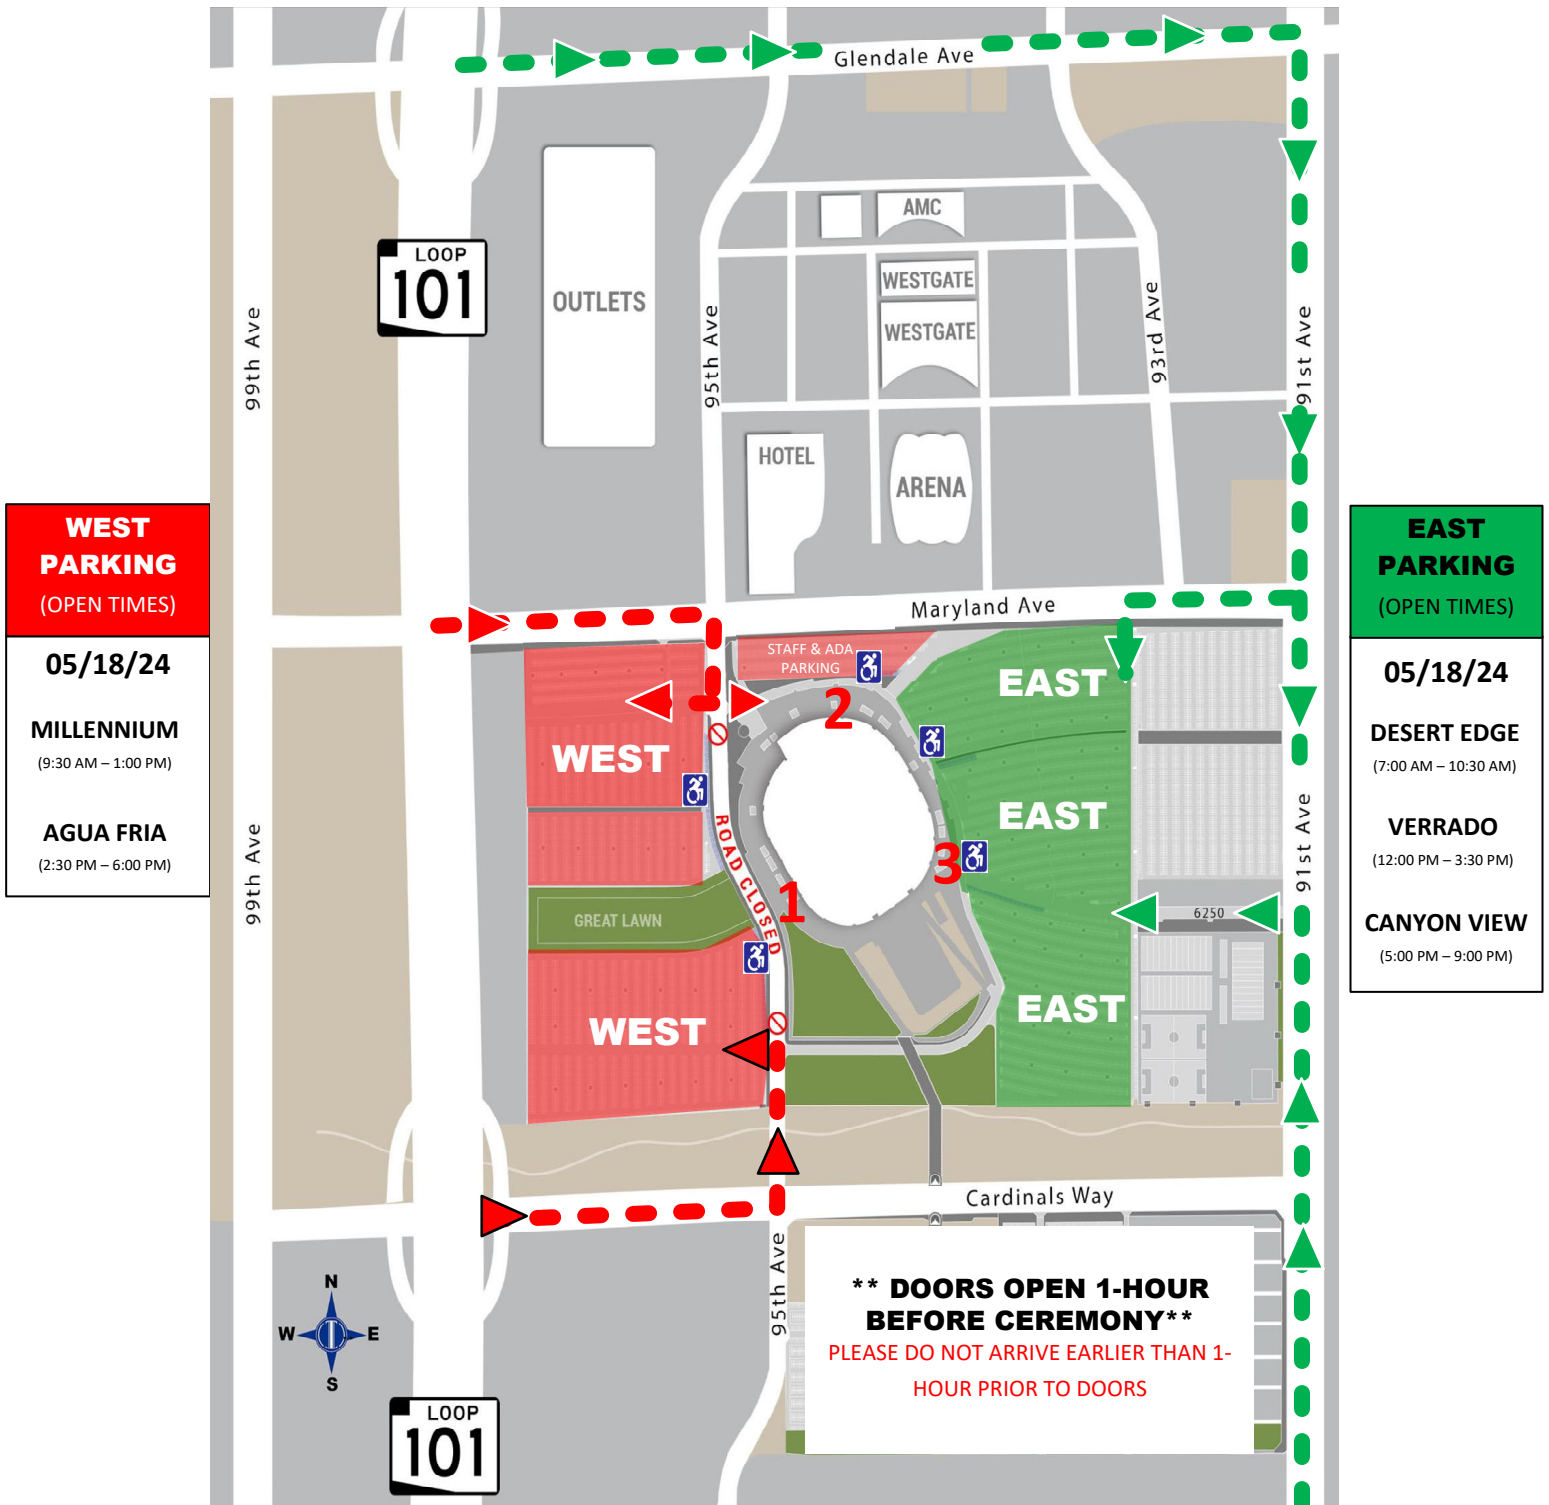 Glendale Ave
AMC
LOOP
101
OUTLETS
WESTGATE
WESTGATE
99th Ave
95th Ave
93rd Ave
91st Ave
HOTEL
ARENA
WEST
PARKING
(OPEN TIMES)
05/18/24
MILLENNIUM
(9:30 AM – 1:00 PM)
AGUA FRIA
(2:30 PM – 6:00 PM)
EAST
PARKING
(OPEN TIMES)
05/18/24
DESERT EDGE
(7:00 AM – 10:30 AM)
VERRADO
(12:00 PM – 3:30 PM)
CANYON VIEW
(5:00 PM – 9:00 PM)
Maryland Ave
STAFF & ADA
PARKING
EAST
2
WEST
EAST
ROAD CLOSED
3
1
99th Ave
91st Ave
GREAT LAWN
6250
EAST
WEST
Cardinals Way
95th Ave
N
W
E
S
LOOP
101
** DOORS OPEN 1-HOUR
BEFORE CEREMONY**
PLEASE DO NOT ARRIVE EARLIER THAN 1-
HOUR PRIOR TO DOORS